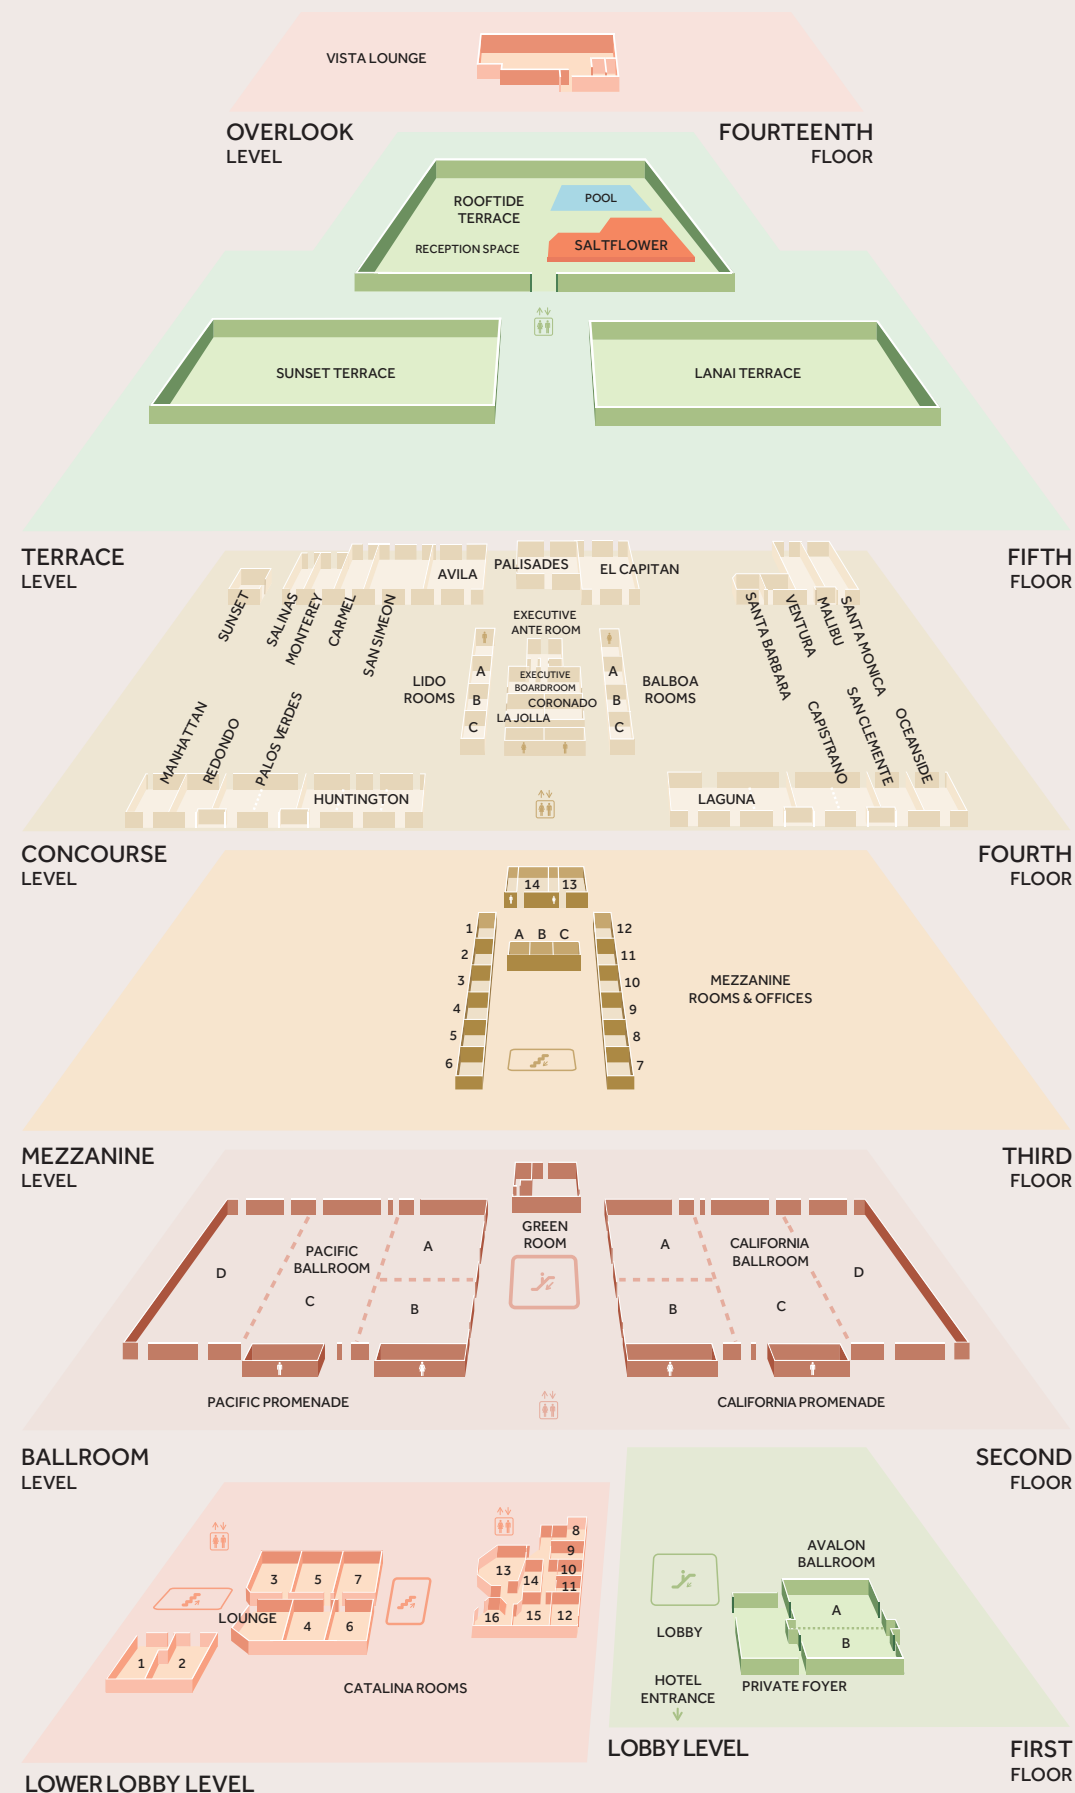 VISTA LOUNGE
OVERLOOK
LEVEL
FOURTEENTH
FLOOR
ROOFTIDE
TERRACE
POOL
RECEPTION SPACE
SALTFLOWER
SUNSET TERRACE
LANAI TERRACE
TERRACE
LEVEL
FIFTH
FLOOR
SUNSET
SALINAS
MONTEREY
CARMEL
SAN SIMEON
AVILA
PALISADES
EL CAPITAN
SANTA BARBARA
VENTURA
MALIBU
SANTA MONICA
EXECUTIVE
ANTE ROOM
LIDO
ROOMS
A
B
C
EXECUTIVE
BOARDROOM
CORONADO
LA JOLLA
A
B
C
BALBOA
ROOMS
MANHATTAN
REDONDO
PALOS VERDES
HUNTINGTON
LAGUNA
CAPISTRANO
SAN CLEMENTE
OCEANSIDE
CONCOURSE
LEVEL
FOURTH
FLOOR
14
13
1
2
3
4
5
6
A
B
C
12
11
10
9
8
7
MEZZANINE
ROOMS & OFFICES
MEZZANINE
LEVEL
THIRD
FLOOR
GREEN
ROOM
D
PACIFIC
BALLROOM
C
A
B
A
B
CALIFORNIA
BALLROOM
C
D
PACIFIC PROMENADE
CALIFORNIA PROMENADE
BALLROOM
LEVEL
SECOND
FLOOR
3
5
7
LOUNGE
4
6
1
2
CATALINA ROOMS
8
9
10
11
13
14
16
15
12
AVALON
BALLROOM
A
B
LOBBY
HOTEL
ENTRANCE
PRIVATE FOYER
LOBBY LEVEL
FIRST
FLOOR
LOWER LOBBY LEVEL